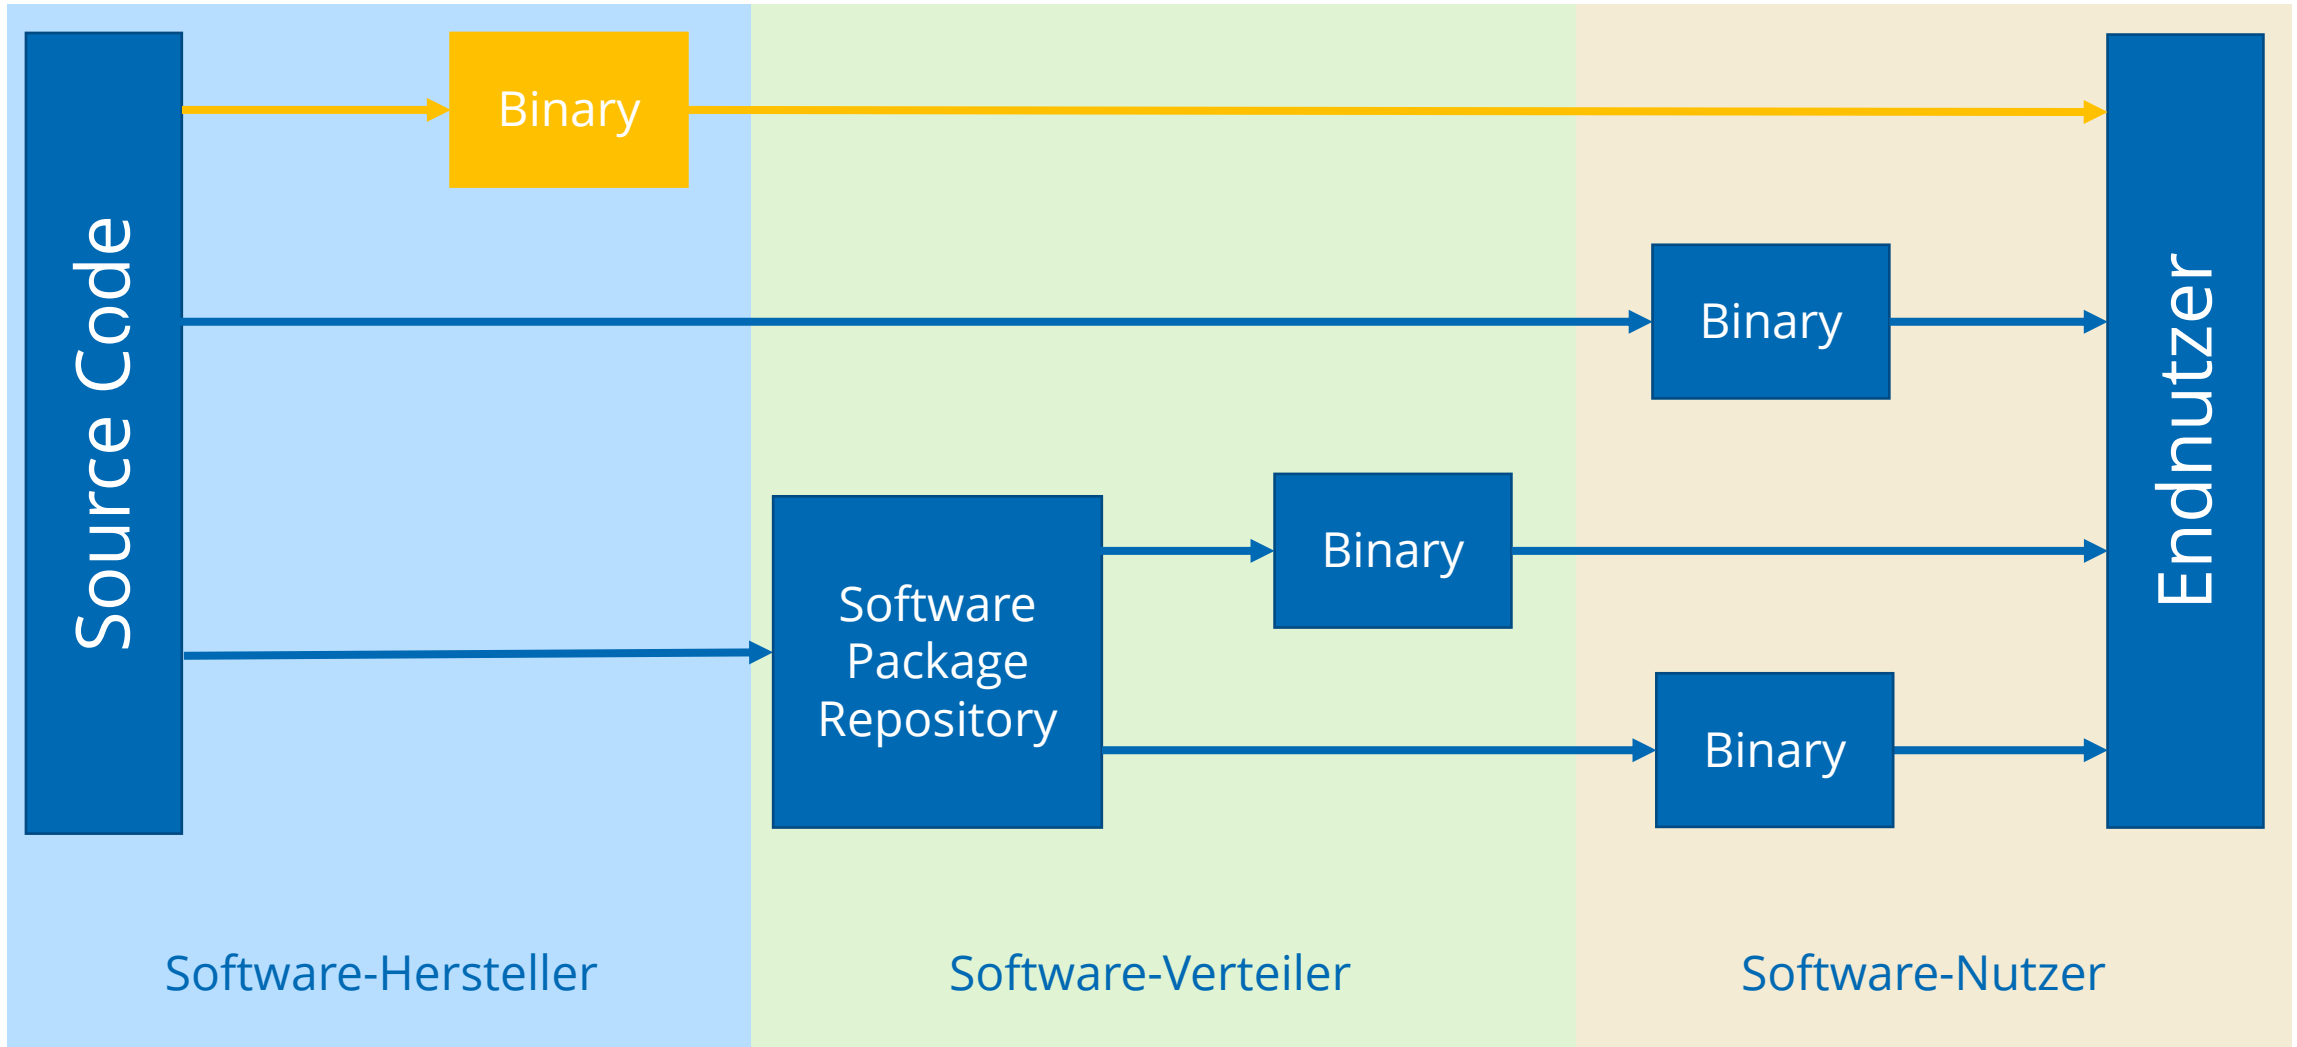 Source Code
Binary
Binary
Software
Package
Repository
Binary
Binary
Endnutzer
Software-Hersteller
Software-Verteiler
Software-Nutzer